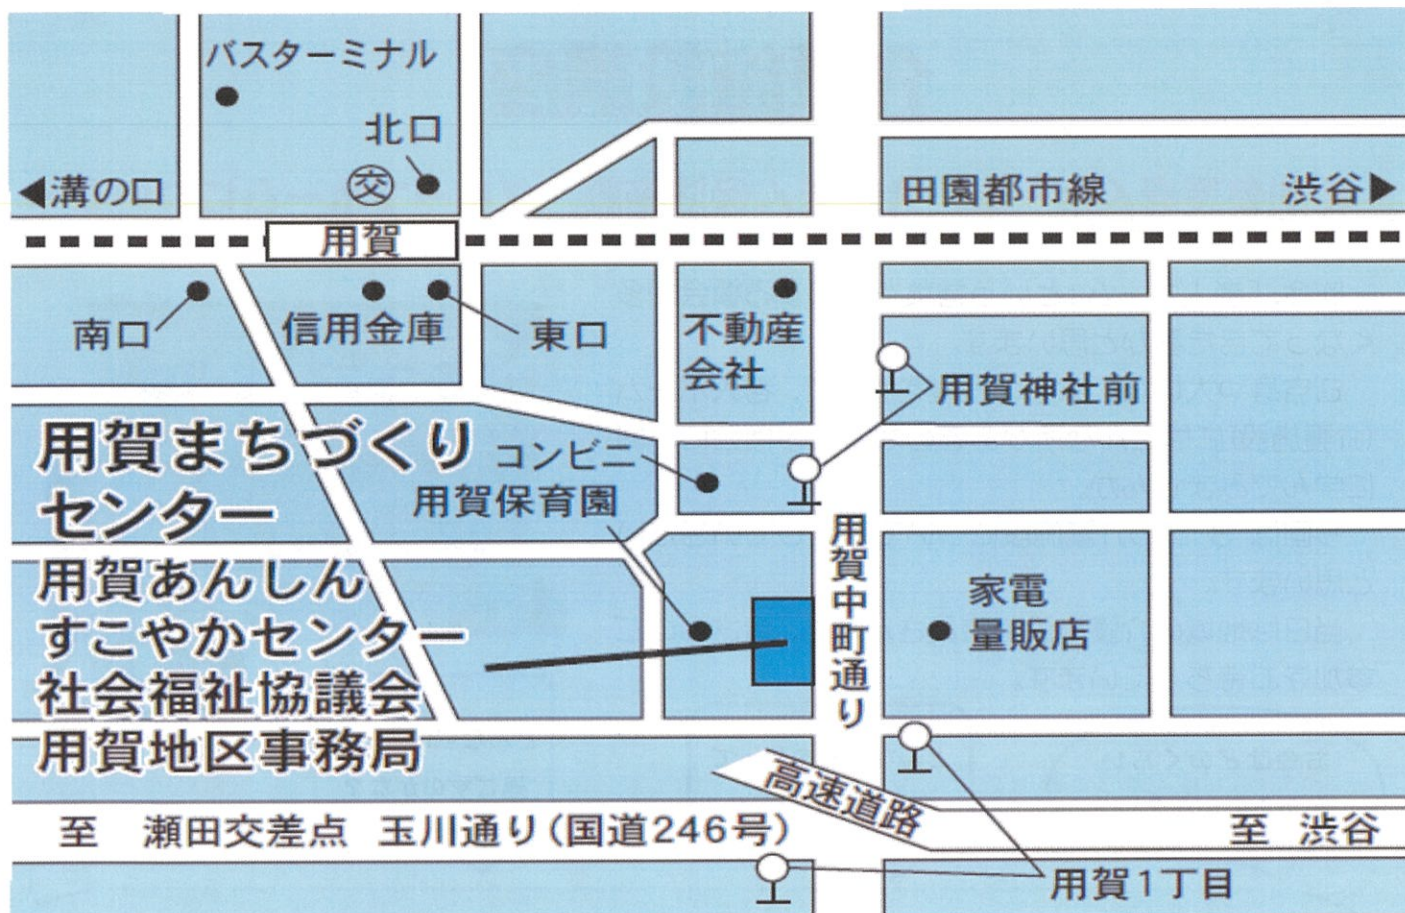 バスターミナル
北口
交
◀溝の口
田園都市線
渋谷▶
用賀
南口
信用金庫
東口
不動産
会社
用賀神社前
用賀まちづくり
センター
用賀あんしん
すこやかセンター
社会福祉協議会
用賀地区事務局
コンビニ
用賀保育園
用賀中町通り
家電
量販店
高速道路
至 瀬田交差点 玉川通り(国道246号)
至 渋谷
用賀1丁目